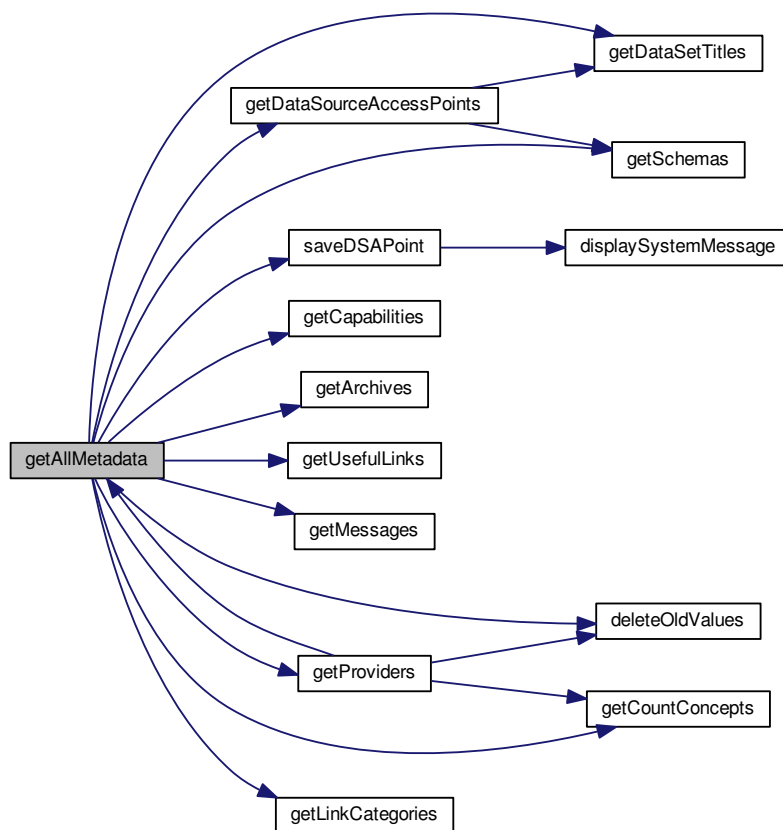 getDataSetTitles
getDataSourceAccessPoints
getSchemas
saveDSAPoint
displaySystemMessage
getCapabilities
getArchives
getAllMetadata
getUsefulLinks
getMessages
deleteOldValues
getProviders
getCountConcepts
getLinkCategories